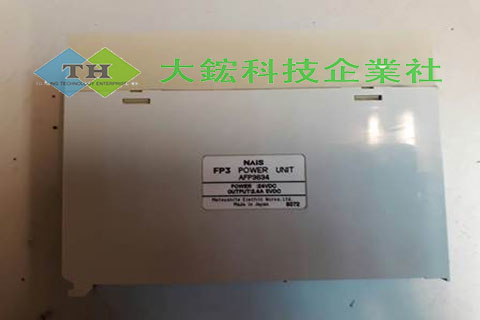 TH
大鋐科技企業社
NAIS
FP3 POWER UNIT
AFP3634
POWER :24VDC
OUTPUT:2.4A 5VDC
Matsushita Electric Works, Ltd.
Made in Japan